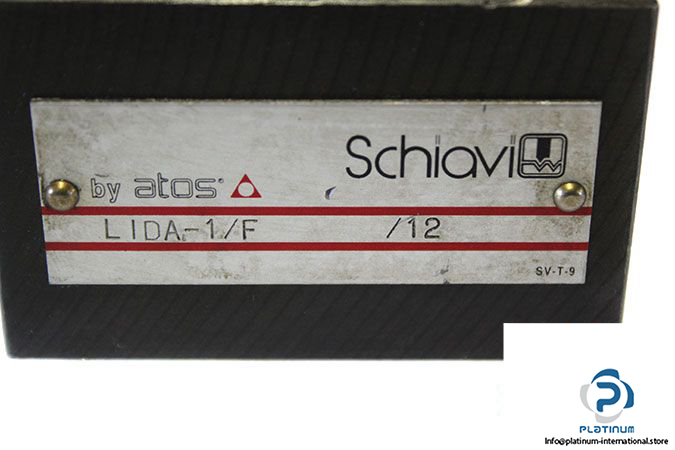 Schiavi
by atos
LIDA-1/F /12
SV-T-9
PLATINUM
Info@platinum-international.store